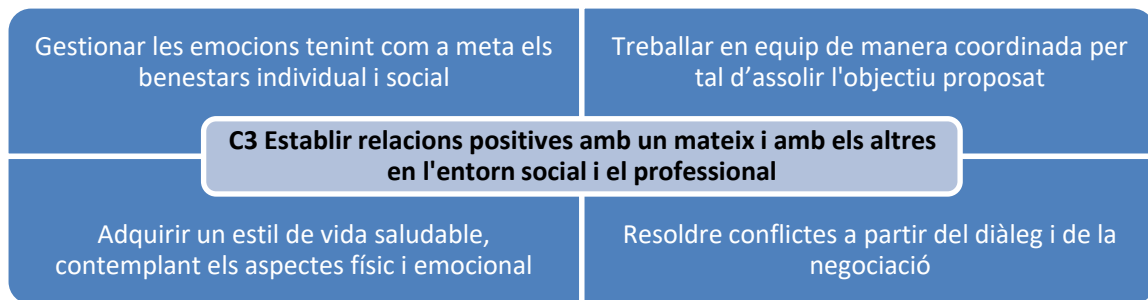 Gestionar les emocions tenint com a meta els
benestars individual i social
Treballar en equip de manera coordinada per
tal d’assolir l'objectiu proposat
C3 Establir relacions positives amb un mateix i amb els altres
en l'entorn social i el professional
Adquirir un estil de vida saludable,
contemplant els aspectes físic i emocional
Resoldre conflictes a partir del diàleg i de la
negociació